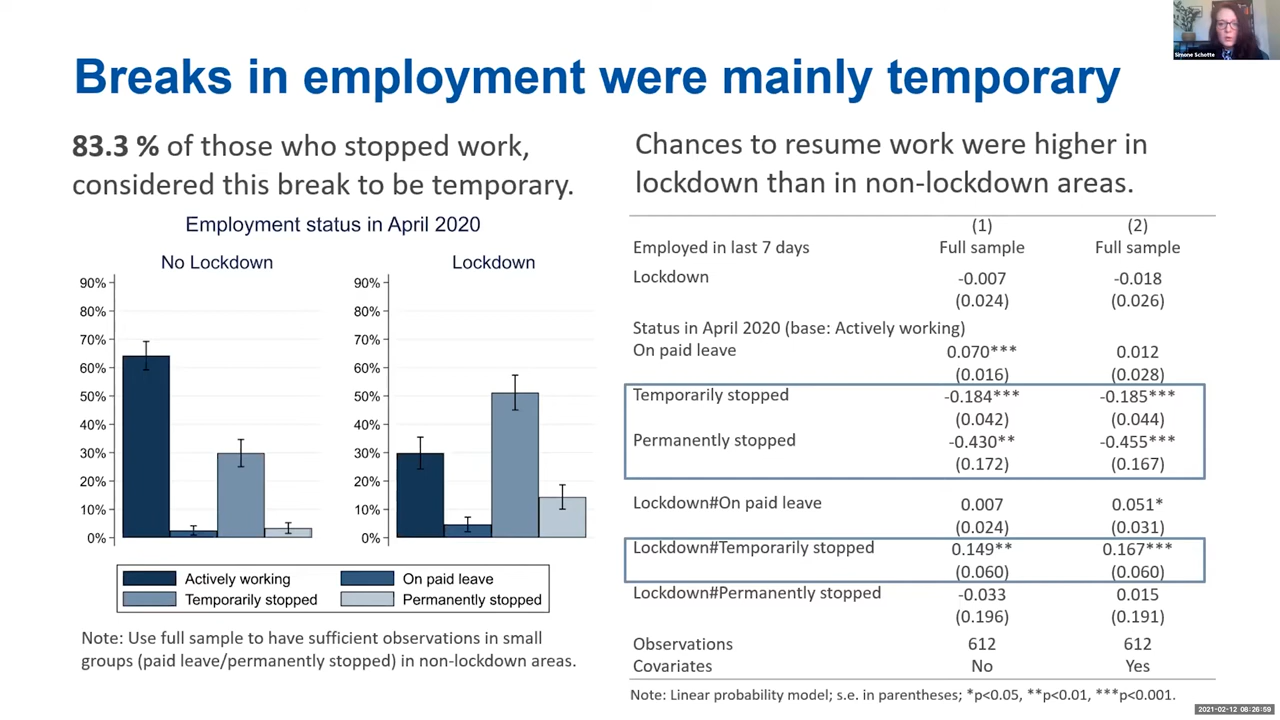 Simone Schotte
Breaks in employment were mainly temporary
83.3 % of those who stopped work,
considered this break to be temporary.
Employment status in April 2020
No Lockdown
90%
80%
70%
60%
50%
40%
30%
20%
10%
0%
Lockdown
90%
80%
70%
60%
50%
40%
30%
20%
10%
0%
Actively working
On paid leave
Temporarily stopped
Permanently stopped
Note: Use full sample to have sufficient observations in small
groups (paid leave/permanently stopped) in non-lockdown areas.
Chances to resume work were higher in
lockdown than in non-lockdown areas.
(1) (2)
Employed in last 7 days Full sample Full sample
Lockdown -0.007 -0.018
(0.024) (0.026)
Status in April 2020 (base: Actively working)
On paid leave 0.070*** 0.012
(0.016) (0.028)
Temporarily stopped -0.184*** -0.185***
(0.042) (0.044)
Permanently stopped -0.430** -0.455***
(0.172) (0.167)
Lockdown#On paid leave 0.007 0.051*
(0.024) (0.031)
Lockdown#Temporarily stopped 0.149** 0.167***
(0.060) (0.060)
Lockdown#Permanently stopped -0.033 0.015
(0.196) (0.191)
Observations 612 612
Covariates No Yes
Note: Linear probability model; s.e. in parentheses; *p<0.05, **p<0.01, ***p<0.001.
2021-02-12 08:26:59